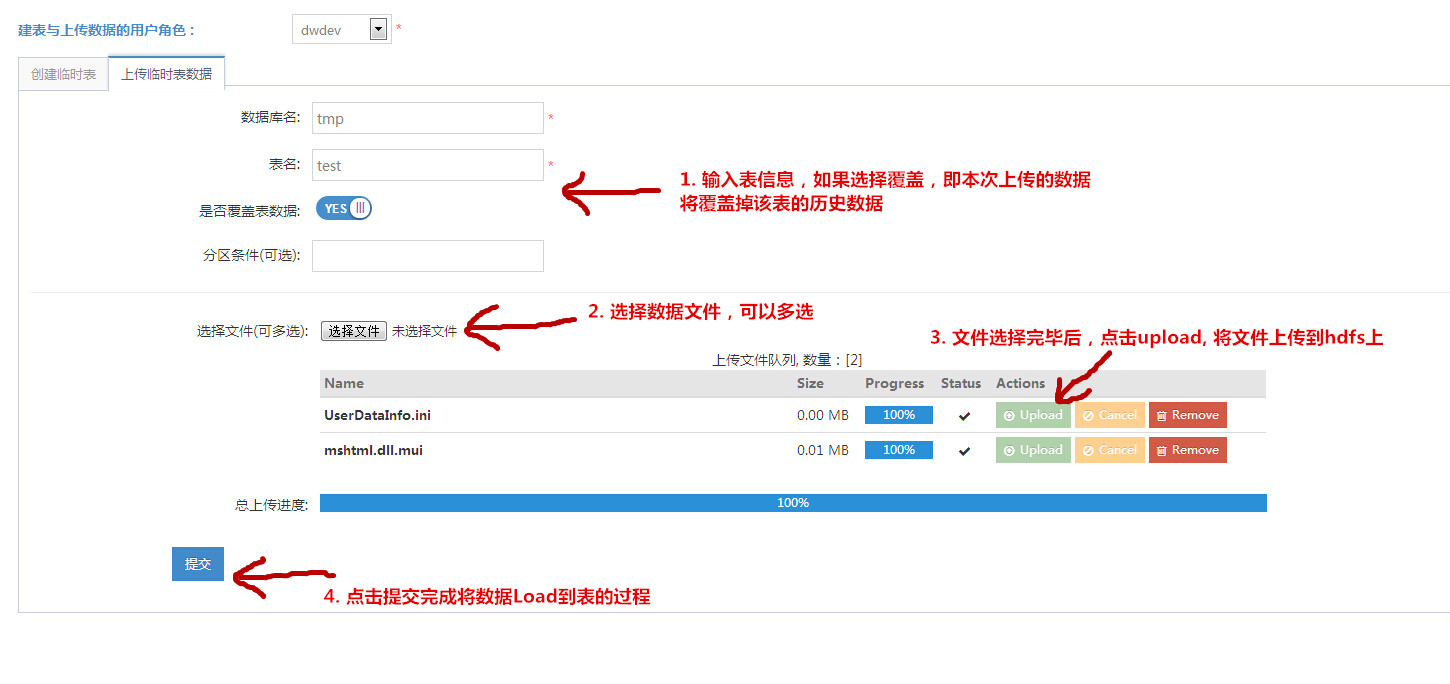 建表与上传数据的用户角色：
dwdev
*
创建临时表
上传临时表数据
数据库名:
tmp
*
表名:
test
*
1. 输入表信息，如果选择覆盖，即本次上传的数据
将覆盖掉该表的历史数据
是否覆盖表数据:
YES
分区条件(可选):
2. 选择数据文件，可以多选
选择文件(可多选):
选择文件
未选择文件
3. 文件选择完毕后，点击upload, 将文件上传到hdfs上
上传文件队列, 数量：[2]
Name Size Progress Status Actions
UserDataInfo.ini 0.00 MB 100% Upload Cancel Remove
mshtml.dll.mui 0.01 MB 100% Upload Cancel Remove
总上传进度:
100%
提交
4. 点击提交完成将数据Load到表的过程